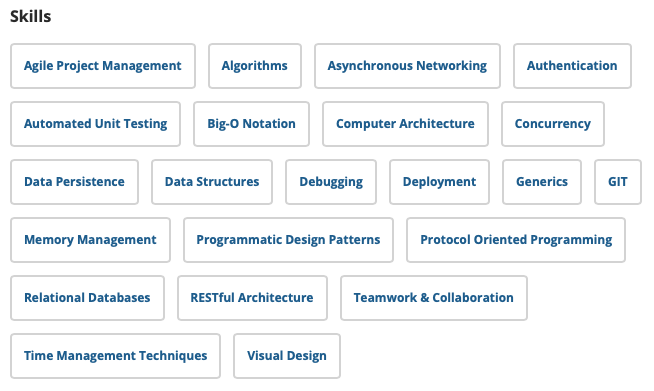 Skills
Agile Project Management Algorithms Asynchronous Networking Authentication
Automated Unit Testing Big-O Notation Computer Architecture Concurrency
Data Persistence Data Structures Debugging Deployment Generics GIT
Memory Management Programmatic Design Patterns Protocol Oriented Programming
Relational Databases RESTful Architecture Teamwork & Collaboration
Time Management Techniques Visual Design